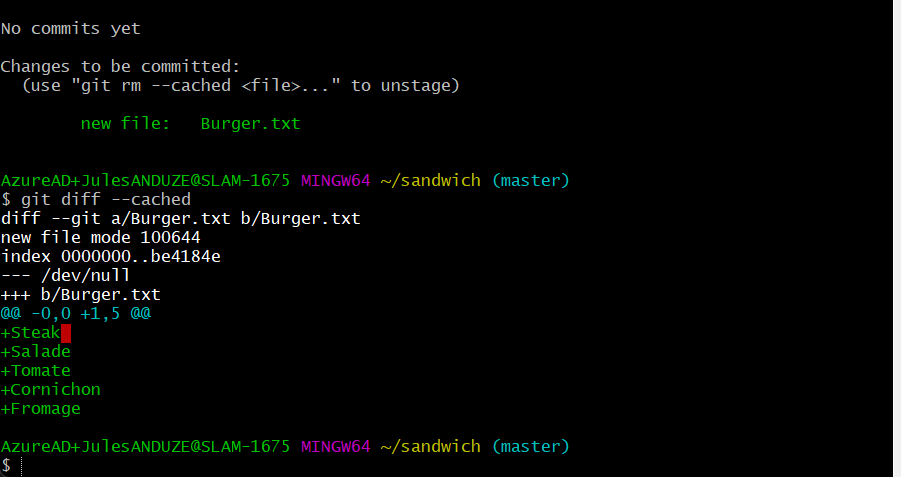 No commits yet
Changes to be committed:
  (use "git rm --cached <file>..." to unstage)
        new file:   Burger.txt
AzureAD+JulesANDUZE@SLAM-1675 MINGW64 ~/sandwich (master)
$ git diff --cached
diff --git a/Burger.txt b/Burger.txt
new file mode 100644
index 0000000..be4184e
--- /dev/null
+++ b/Burger.txt
@@ -0,0 +1,5 @@
+Steak
+Salade
+Tomate
+Cornichon
+Fromage
AzureAD+JulesANDUZE@SLAM-1675 MINGW64 ~/sandwich (master)
$